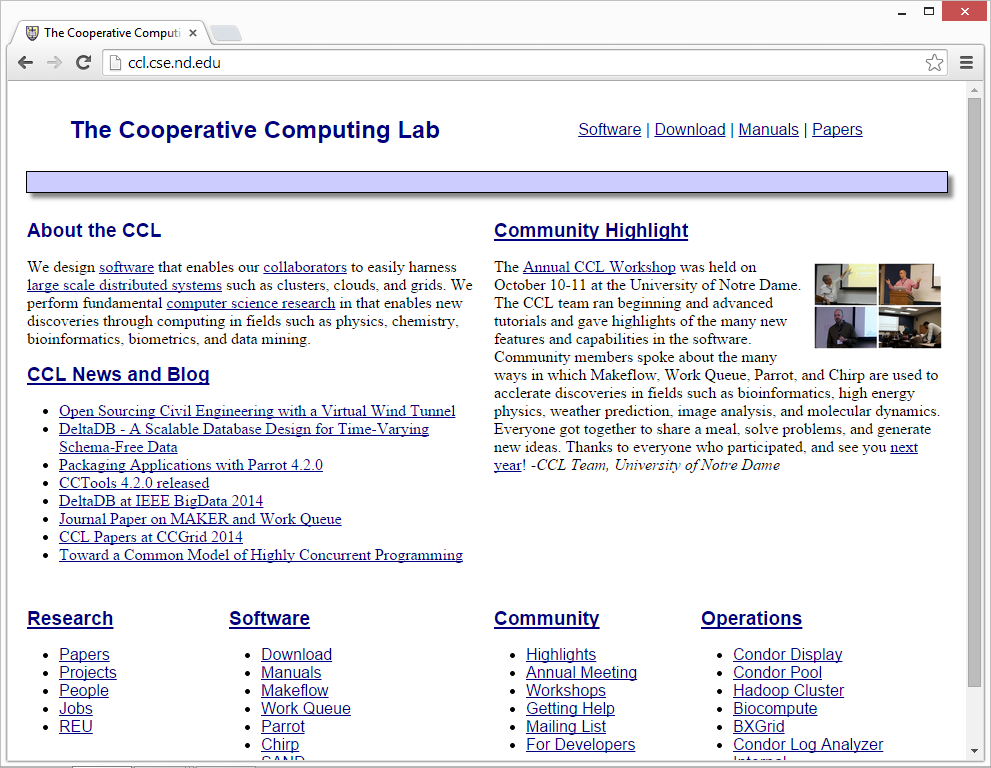 The Cooperative Computi
ccl.cse.nd.edu
The Cooperative Computing Lab
Software | Download | Manuals | Papers
About the CCL
We design software that enables our collaborators to easily harness
large scale distributed systems such as clusters, clouds, and grids. We
perform fundamental computer science research in that enables new
discoveries through computing in fields such as physics, chemistry,
bioinformatics, biometrics, and data mining.
CCL News and Blog
Open Sourcing Civil Engineering with a Virtual Wind Tunnel
DeltaDB - A Scalable Database Design for Time-Varying
Schema-Free Data
Packaging Applications with Parrot 4.2.0
CCTools 4.2.0 released
DeltaDB at IEEE BigData 2014
Journal Paper on MAKER and Work Queue
CCL Papers at CCGrid 2014
Toward a Common Model of Highly Concurrent Programming
Community Highlight
The Annual CCL Workshop was held on
October 10-11 at the University of Notre Dame.
The CCL team ran beginning and advanced
tutorials and gave highlights of the many new
features and capabilities in the software.
Community members spoke about the many
ways in which Makeflow, Work Queue, Parrot, and Chirp are used to
acclerate discoveries in fields such as bioinformatics, high energy
physics, weather prediction, image analysis, and molecular dynamics.
Everyone got together to share a meal, solve problems, and generate
new ideas. Thanks to everyone who participated, and see you next
year! -CCL Team, University of Notre Dame
Research
Papers
Projects
People
Jobs
REU
Software
Download
Manuals
Makeflow
Work Queue
Parrot
Chirp
SAND
Community
Highlights
Annual Meeting
Workshops
Getting Help
Mailing List
For Developers
Operations
Condor Display
Condor Pool
Hadoop Cluster
Biocompute
BXGrid
Condor Log Analyzer
Internal